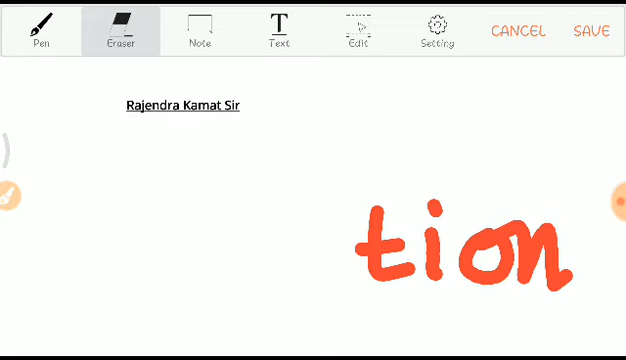 Pen Eraser Note Text Edit Setting CANCEL SAVE
Rajendra Kamat Sir
tion